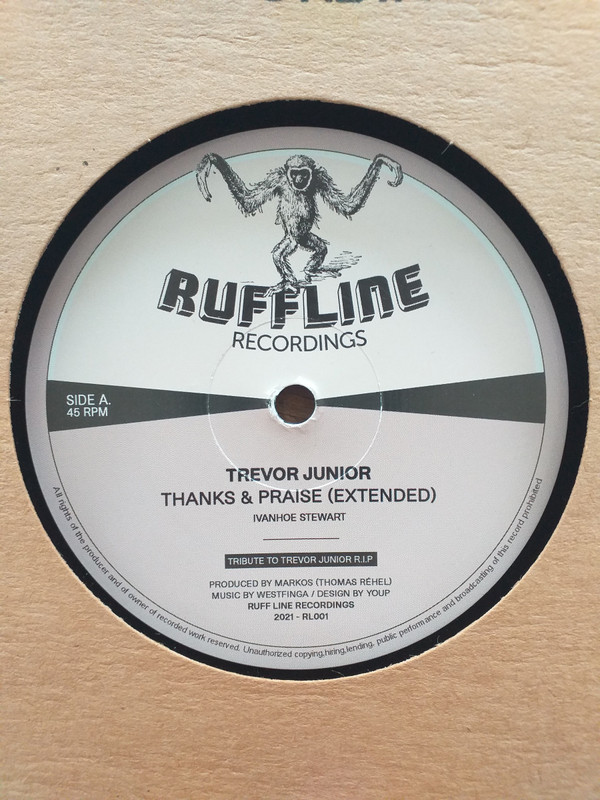 RUFFLINE
RECORDINGS
SIDE A.
45 RPM
TREVOR JUNIOR
THANKS & PRAISE (EXTENDED)
IVANHOE STEWART
TRIBUTE TO TREVOR JUNIOR R.I.P
PRODUCED BY MARKOS (THOMAS RÉHEL)
MUSIC BY WESTFINGA / DESIGN BY YOUP
RUFF LINE RECORDINGS
2021 - RL001
All rights of the producer and of owner of recorded work reserved. Unauthorized copying,hiring,lending. public performance and broadcasting of this record prohibited